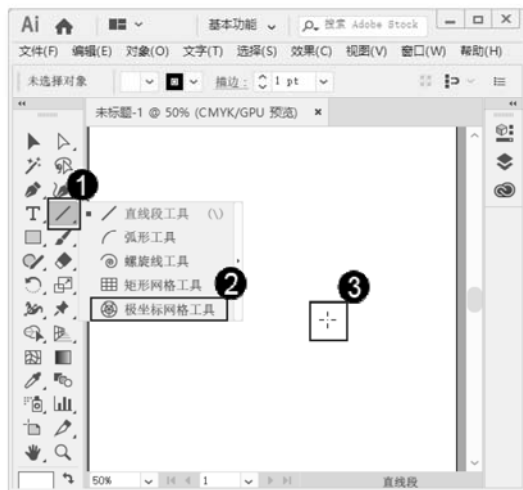 Ai 基本功能 搜索 Adobe Stock
文件(F) 编辑(E) 对象(O) 文字(T) 选择(S) 效果(C) 视图(V) 窗口(W) 帮助(H)
未选择对象 描边: 1 pt
未标题-1 @ 50% (CMYK/GPU 预览) ×
1
直线段工具 (\)
弧形工具
螺旋线工具
矩形网格工具 2
极坐标网格工具
3
50% 1 直线段